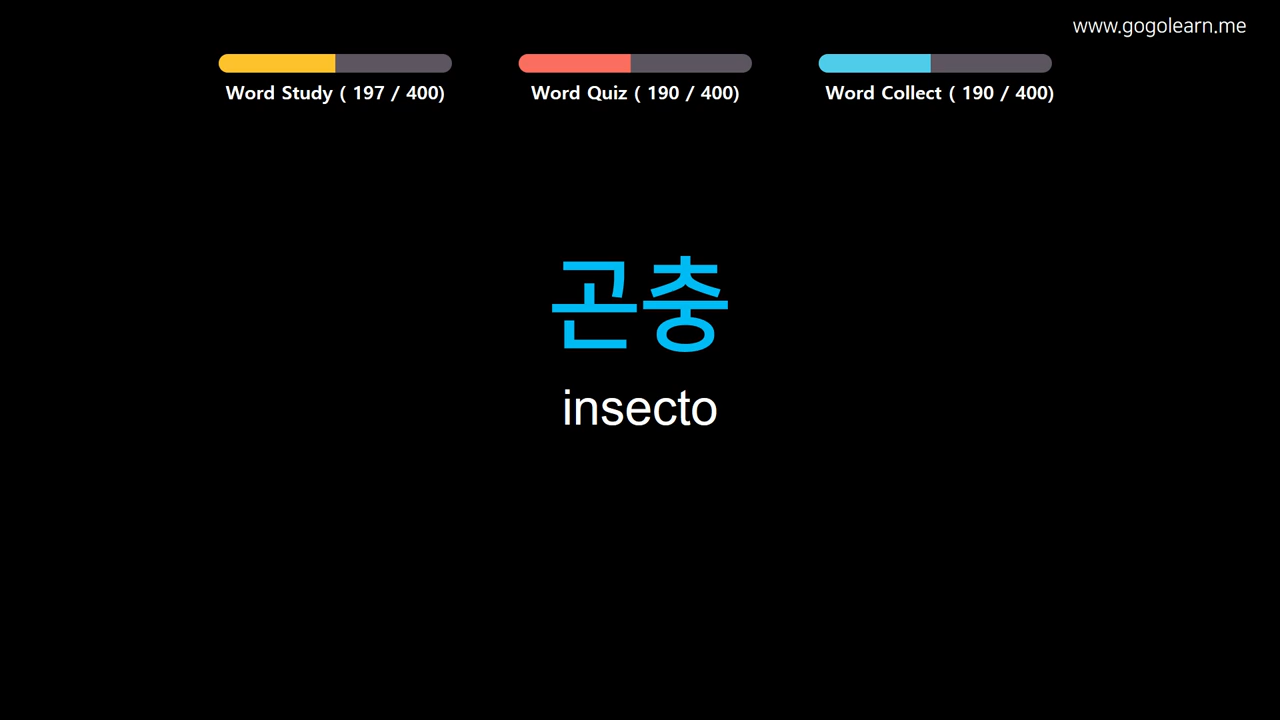 www.gogolearn.me
Word Study ( 197 / 400)
Word Quiz ( 190 / 400)
Word Collect ( 190 / 400)
곤충
insecto